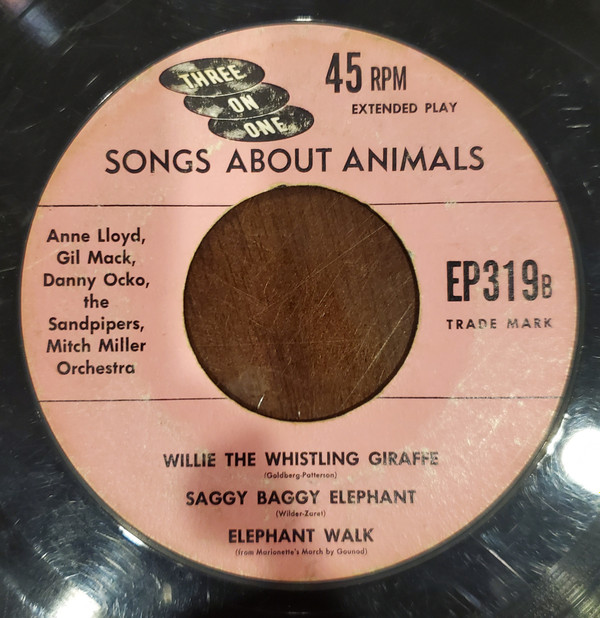 THREE
ON
ONE
45 RPM
EXTENDED PLAY
SONGS ABOUT ANIMALS
Anne Lloyd,
Gil Mack,
Danny Ocko,
the
Sandpipers,
Mitch Miller
Orchestra
EP319B
TRADE MARK
WILLIE THE WHISTLING GIRAFFE
(Goldberg-Patterson)
SAGGY BAGGY ELEPHANT
(Wilder-Zaret)
ELEPHANT WALK
(from Marionette's March by Gounod)